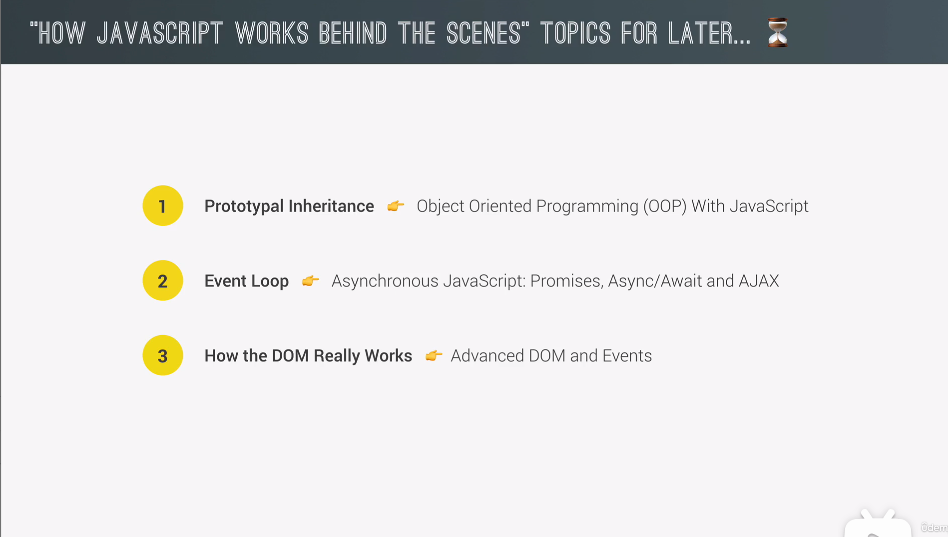 "HOW JAVASCRIPT WORKS BEHIND THE SCENES" TOPICS FOR LATER... ⏳
1 Prototypal Inheritance 👉 Object Oriented Programming (OOP) With JavaScript
2 Event Loop 👉 Asynchronous JavaScript: Promises, Async/Await and AJAX
3 How the DOM Really Works 👉 Advanced DOM and Events